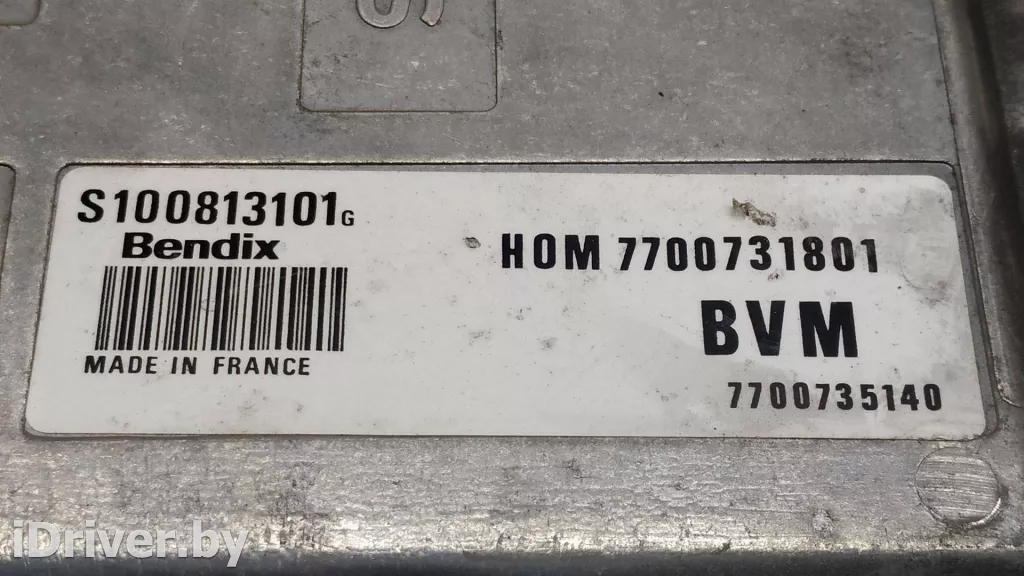 S100813101G
Bendix
MADE IN FRANCE
HOM 7700731801
BVM
7700735140
iDriver.by